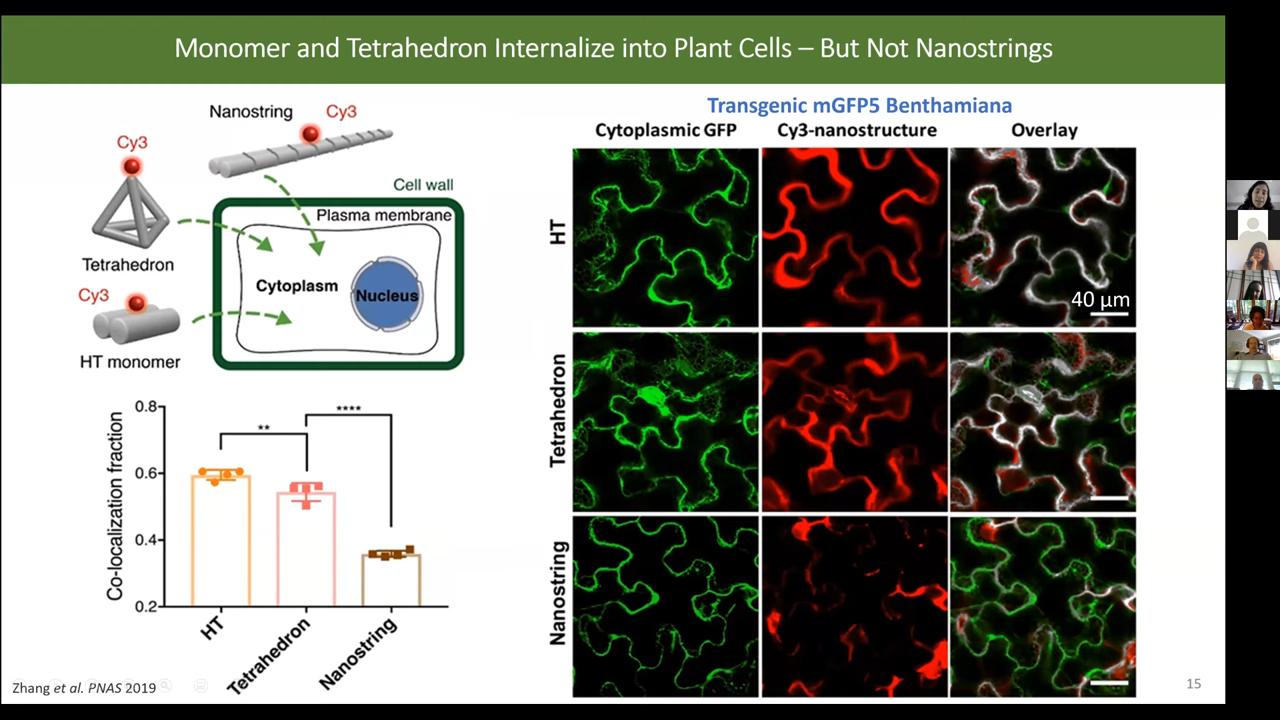 Monomer and Tetrahedron Internalize into Plant Cells – But Not Nanostrings
Nanostring
Cy3
Cy3
Cell wall
Plasma membrane
Tetrahedron
Cytoplasm
Nucleus
Cy3
HT monomer
Co-localization fraction
0.8
0.6
0.4
0.2
**
****
HT
Tetrahedron
Nanostring
Transgenic mGFP5 Benthamiana
Cytoplasmic GFP
Cy3-nanostructure
Overlay
HT
40 μm
Tetrahedron
Nanostring
Zhang et al. PNAS 2019
15